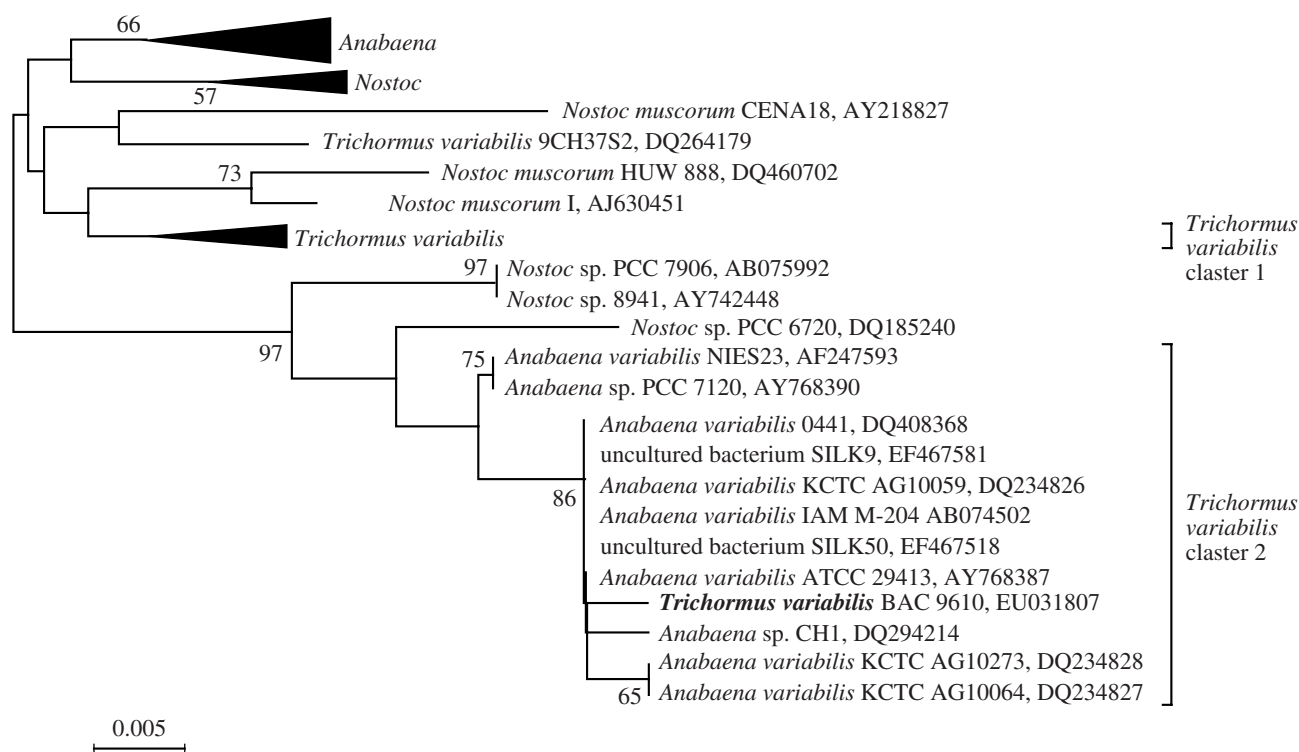 66
Anabaena
Nostoc
57
Nostoc muscorum CENA18, AY218827
Trichormus variabilis 9CH37S2, DQ264179
73
Nostoc muscorum HUW 888, DQ460702
Nostoc muscorum I, AJ630451
Trichormus variabilis
Trichormus
variabilis
claster 1
97
Nostoc sp. PCC 7906, AB075992
Nostoc sp. 8941, AY742448
Nostoc sp. PCC 6720, DQ185240
97
75
Anabaena variabilis NIES23, AF247593
Anabaena sp. PCC 7120, AY768390
Anabaena variabilis 0441, DQ408368
uncultured bacterium SILK9, EF467581
Anabaena variabilis KCTC AG10059, DQ234826
86
Anabaena variabilis IAM M-204 AB074502
uncultured bacterium SILK50, EF467518
Anabaena variabilis ATCC 29413, AY768387
Trichormus variabilis BAC 9610, EU031807
Anabaena sp. CH1, DQ294214
Anabaena variabilis KCTC AG10273, DQ234828
65
Anabaena variabilis KCTC AG10064, DQ234827
Trichormus
variabilis
claster 2
0.005